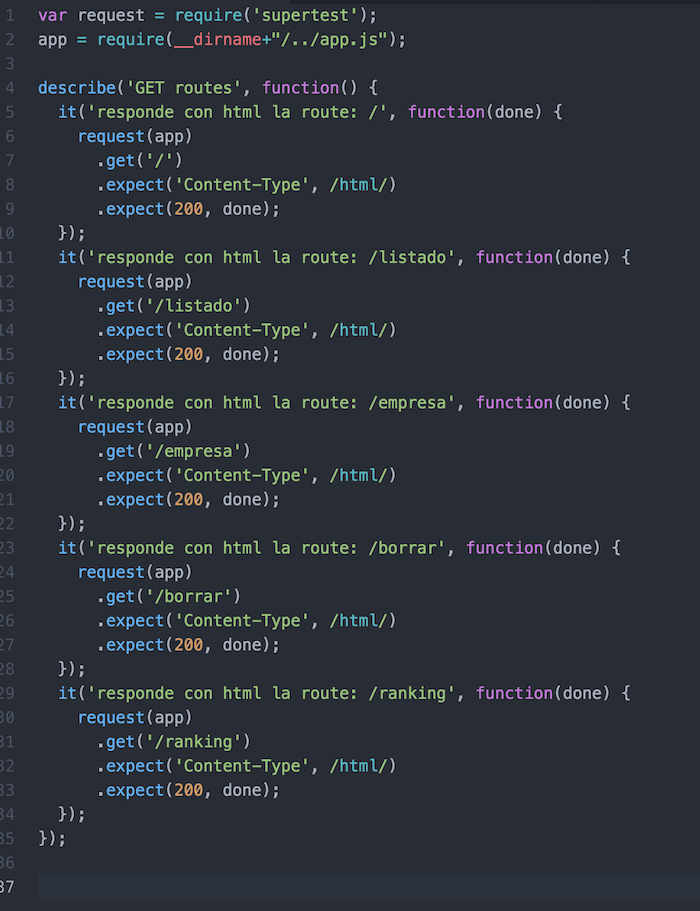 1 var request = require('supertest');
2 app = require(__dirname+"/../app.js");
3
4 describe('GET routes', function() {
5   it('responde con html la route: /', function(done) {
6     request(app)
7       .get('/')
8       .expect('Content-Type', /html/)
9       .expect(200, done);
10   });
11   it('responde con html la route: /listado', function(done) {
12     request(app)
13       .get('/listado')
14       .expect('Content-Type', /html/)
15       .expect(200, done);
16   });
17   it('responde con html la route: /empresa', function(done) {
18     request(app)
19       .get('/empresa')
20       .expect('Content-Type', /html/)
21       .expect(200, done);
22   });
23   it('responde con html la route: /borrar', function(done) {
24     request(app)
25       .get('/borrar')
26       .expect('Content-Type', /html/)
27       .expect(200, done);
28   });
29   it('responde con html la route: /ranking', function(done) {
30     request(app)
31       .get('/ranking')
32       .expect('Content-Type', /html/)
33       .expect(200, done);
34   });
35 });
36
37